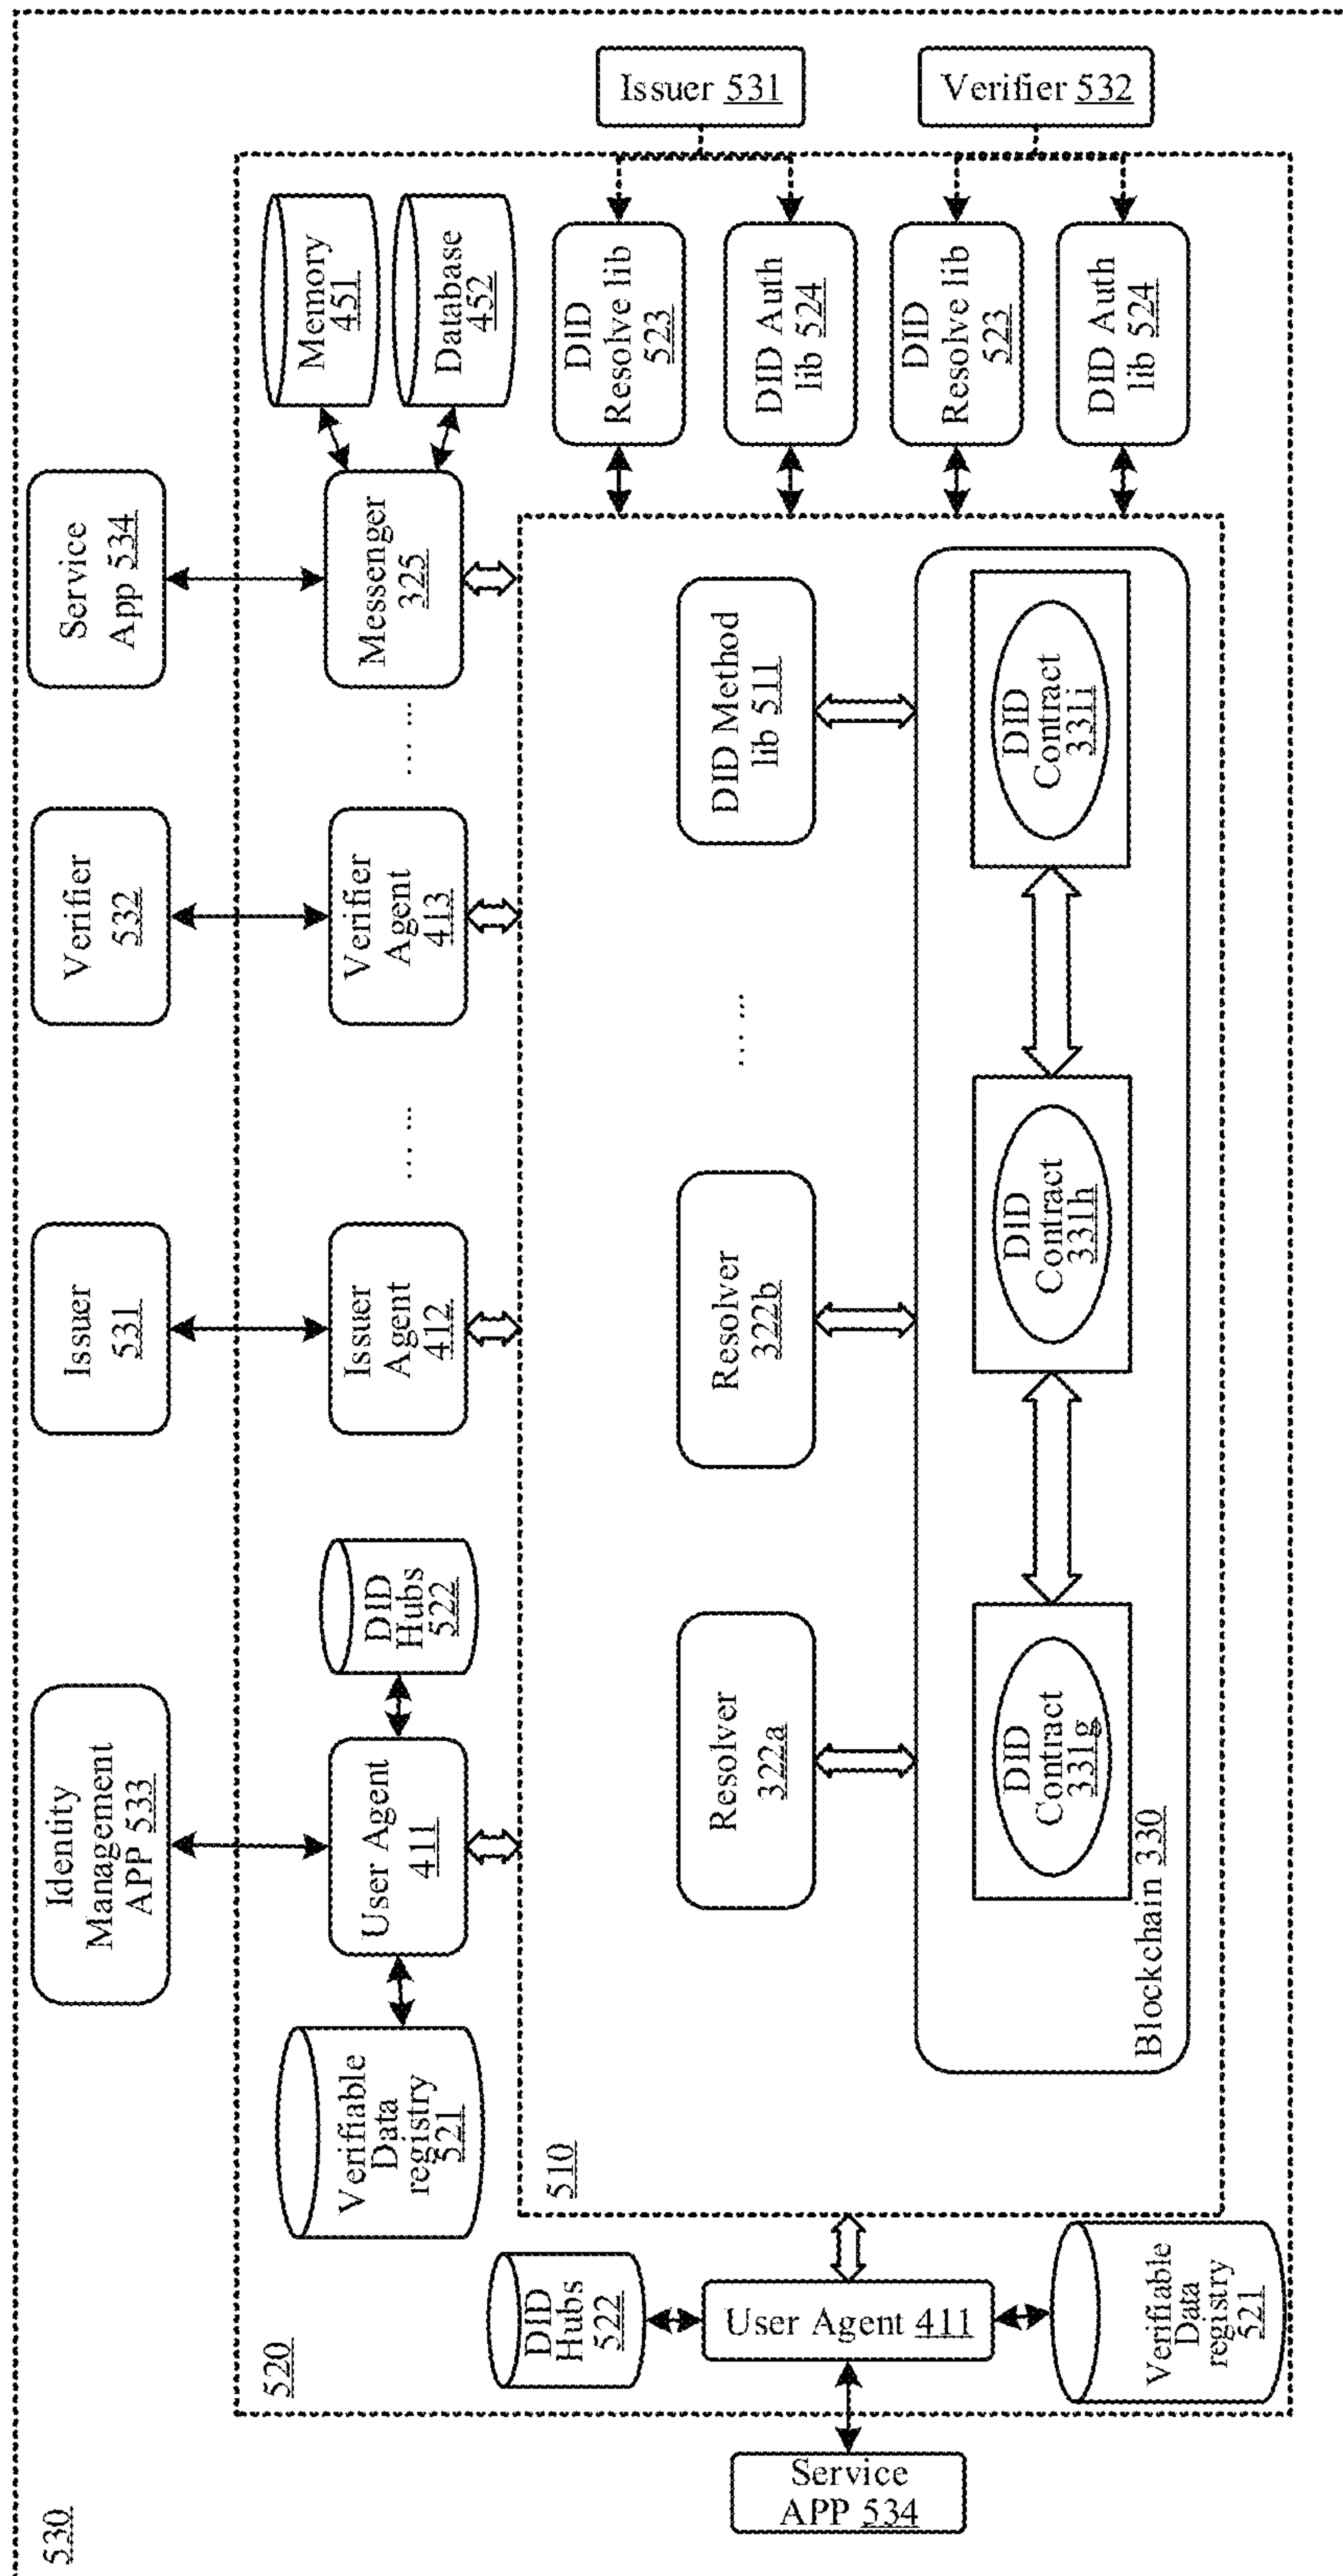 530
Identity
Management
APP 533
Issuer
531
Verifier
532
Service
App 534
520
Verifiable
Data
registry
521
User Agent
411
DID
Hubs
522
Issuer
Agent
412
... ...
Verifier
Agent
413
... ...
Messenger
325
Memory
451
Database
452
Service
APP 534
DID
Hubs
522
User Agent 411
Verifiable
Data
registry
521
510
Resolver
322a
Resolver
322b
... ...
DID Method
lib 511
DID
Contract
331g
DID
Contract
331h
DID
Contract
331i
Blockchain 330
DID
Resolve lib
523
DID Auth
lib 524
DID
Resolve lib
523
DID Auth
lib 524
Issuer 531
Verifier 532